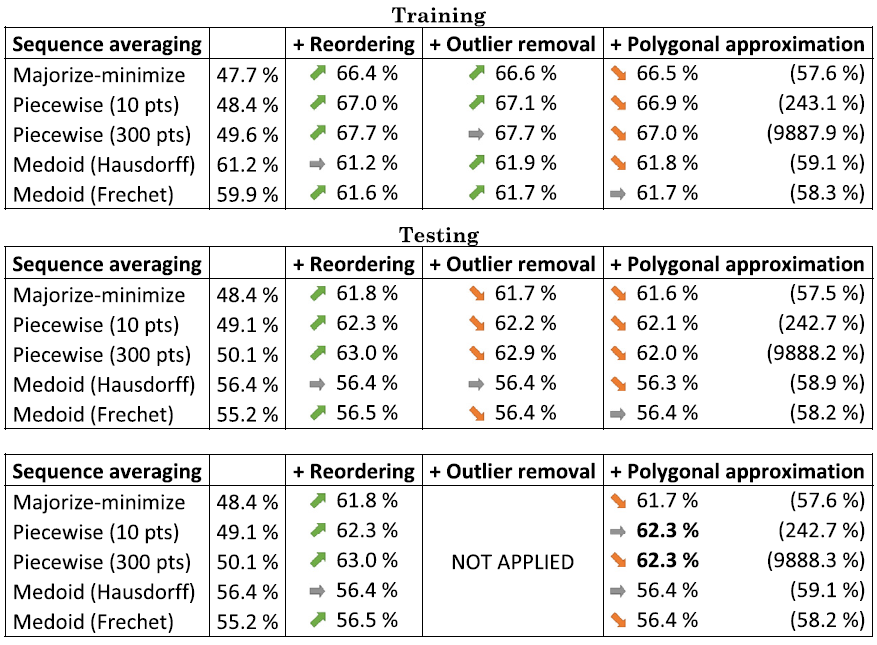 Training
Sequence averaging + Reordering + Outlier removal + Polygonal approximation
Majorize-minimize 47.7 % 66.4 % 66.6 % 66.5 % (57.6 %)
Piecewise (10 pts) 48.4 % 67.0 % 67.1 % 66.9 % (243.1 %)
Piecewise (300 pts) 49.6 % 67.7 % 67.7 % 67.0 % (9887.9 %)
Medoid (Hausdorff) 61.2 % 61.2 % 61.9 % 61.8 % (59.1 %)
Medoid (Frechet) 59.9 % 61.6 % 61.7 % 61.7 % (58.3 %)
Testing
Sequence averaging + Reordering + Outlier removal + Polygonal approximation
Majorize-minimize 48.4 % 61.8 % 61.7 % 61.6 % (57.5 %)
Piecewise (10 pts) 49.1 % 62.3 % 62.2 % 62.1 % (242.7 %)
Piecewise (300 pts) 50.1 % 63.0 % 62.9 % 62.0 % (9888.2 %)
Medoid (Hausdorff) 56.4 % 56.4 % 56.4 % 56.3 % (58.9 %)
Medoid (Frechet) 55.2 % 56.5 % 56.4 % 56.4 % (58.2 %)
Sequence averaging + Reordering + Outlier removal + Polygonal approximation
Majorize-minimize 48.4 % 61.8 % 61.7 % (57.6 %)
Piecewise (10 pts) 49.1 % 62.3 % 62.3 % (242.7 %)
Piecewise (300 pts) 50.1 % 63.0 % NOT APPLIED 62.3 % (9888.3 %)
Medoid (Hausdorff) 56.4 % 56.4 % 56.4 % (59.1 %)
Medoid (Frechet) 55.2 % 56.5 % 56.4 % (58.2 %)